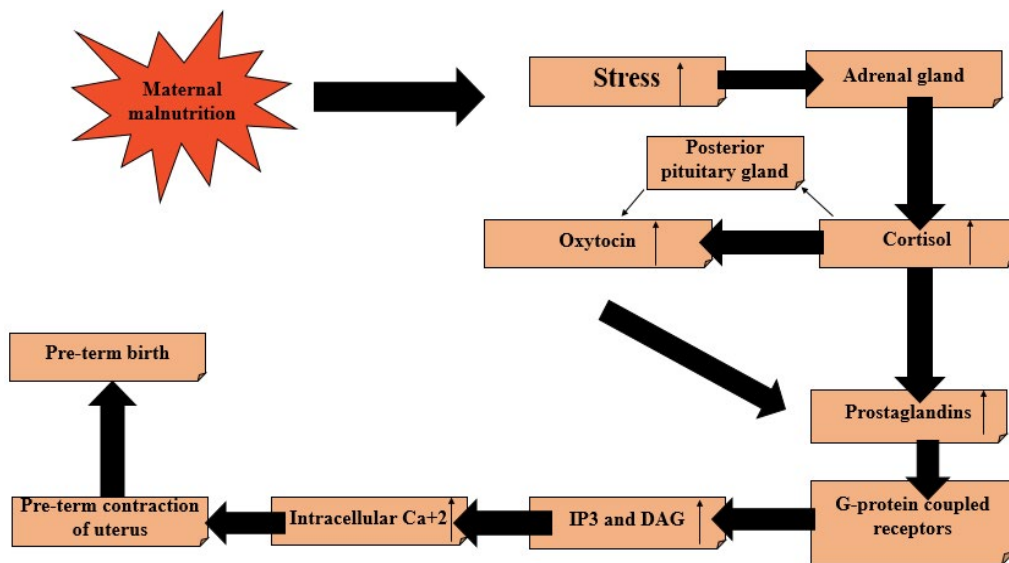 Maternal
malnutrition
Stress
Adrenal gland
Posterior
pituitary gland
Oxytocin
Cortisol
Pre-term birth
Prostaglandins
Pre-term contraction
of uterus
Intracellular Ca+2
IP3 and DAG
G-protein coupled
receptors